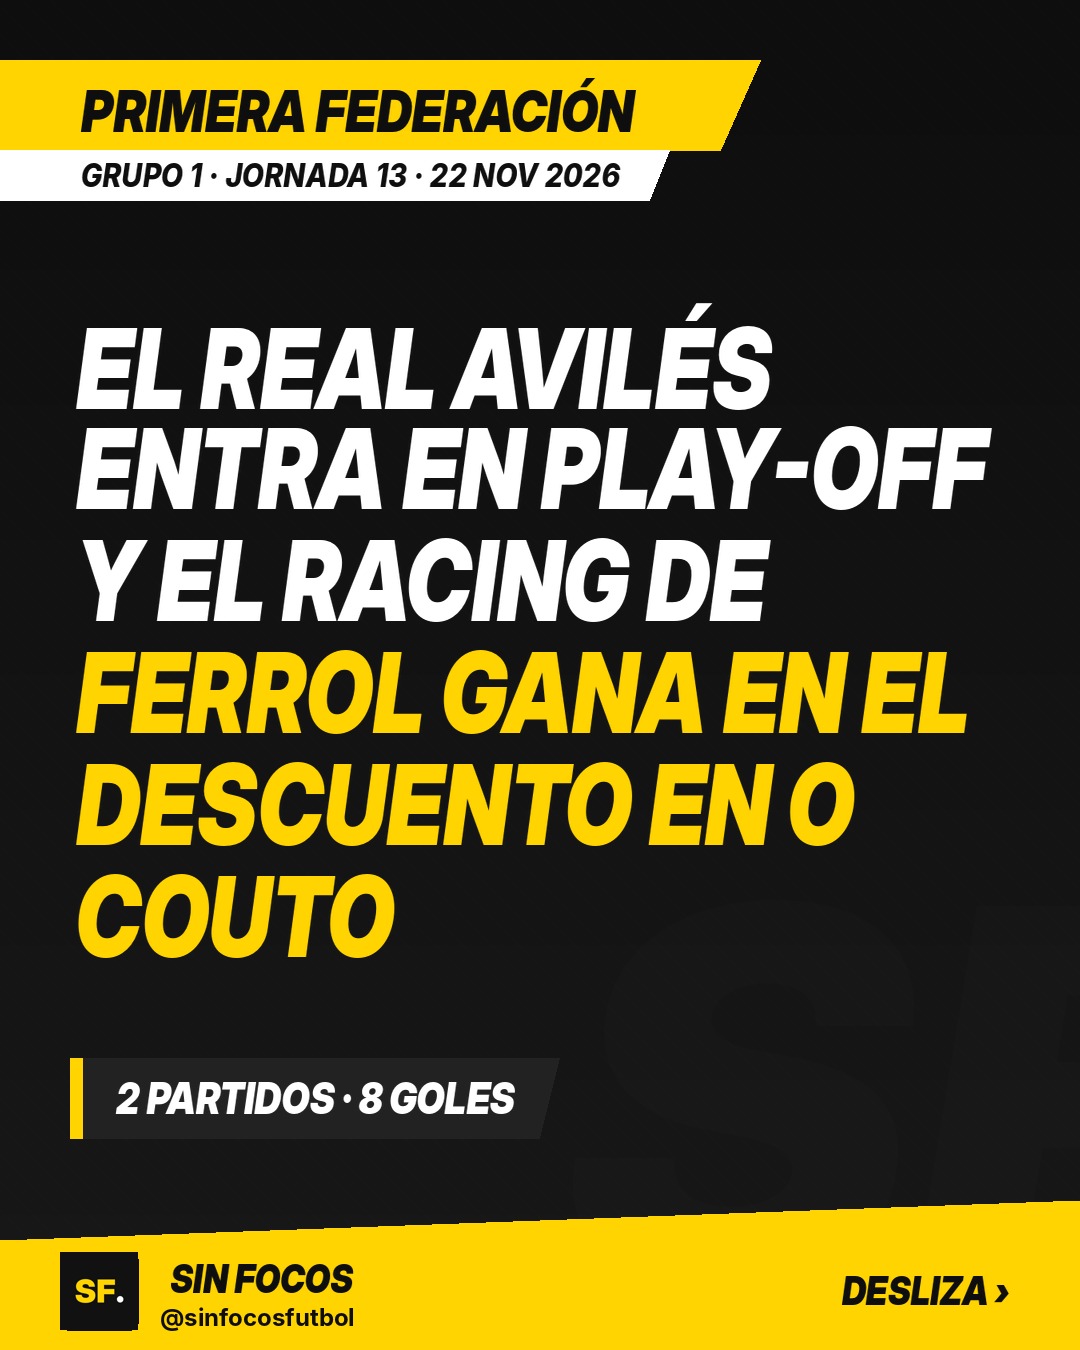 PRIMERA FEDERACIÓN
GRUPO 1 · JORNADA 13 · 22 NOV 2026
EL REAL AVILÉS
ENTRA EN PLAY-OFF
Y EL RACING DE
FERROL GANA EN EL
DESCUENTO EN O
COUTO
2 PARTIDOS · 8 GOLES
SF
SF.
SIN FOCOS
@sinfocosfutbol
DESLIZA ›